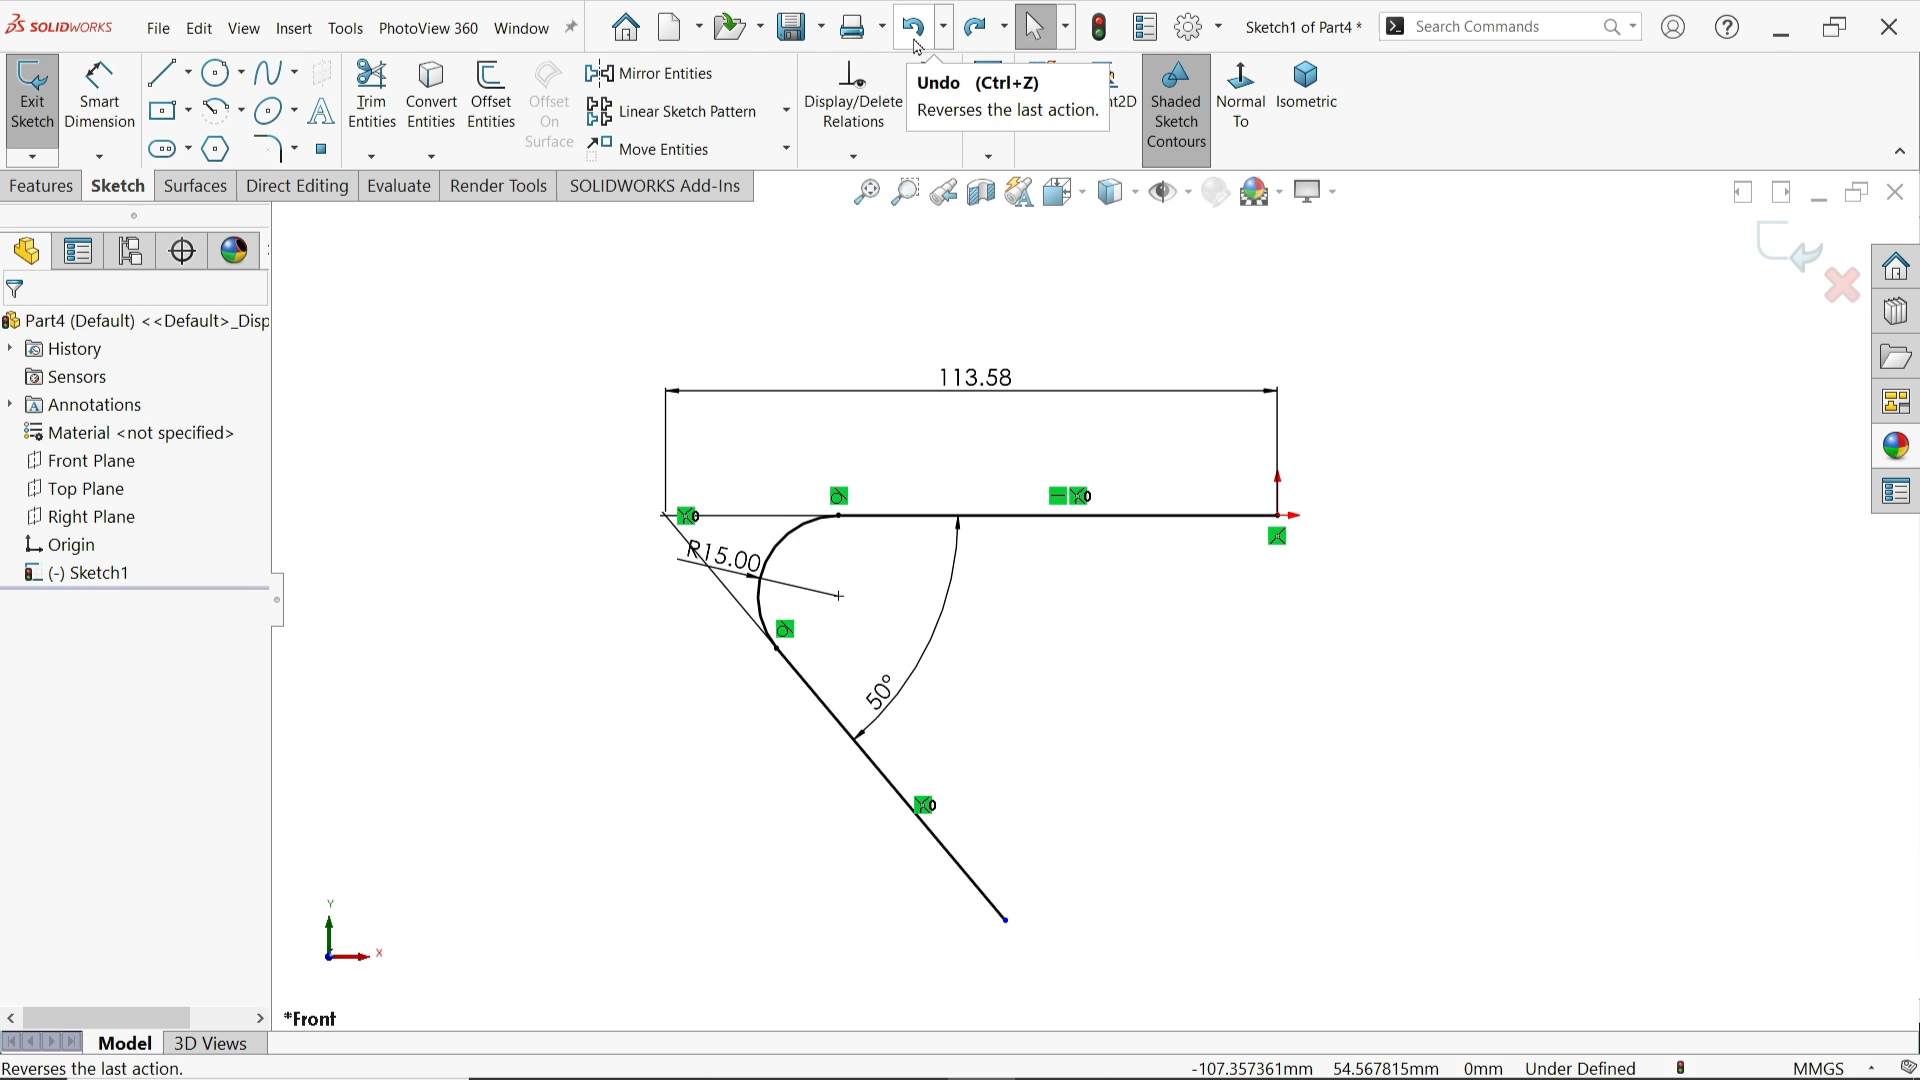 SOLIDWORKS
File Edit View Insert Tools PhotoView 360 Window
Sketch1 of Part4 *
Search Commands
Undo (Ctrl+Z)
Reverses the last action.
Exit Sketch
Smart Dimension
Trim Entities
Convert Entities
Offset Entities
Offset On Surface
Mirror Entities
Linear Sketch Pattern
Move Entities
Display/Delete Relations
t2D
Shaded Sketch Contours
Normal To
Isometric
Features Sketch Surfaces Direct Editing Evaluate Render Tools SOLIDWORKS Add-Ins
Part4 (Default) <<Default>_Disp
History
Sensors
Annotations
Material <not specified>
Front Plane
Top Plane
Right Plane
Origin
(-) Sketch1
113.58
0
0
R15.00
50°
0
Y
X
*Front
Model 3D Views
Reverses the last action.
-107.357361mm 54.567815mm 0mm Under Defined MMGS